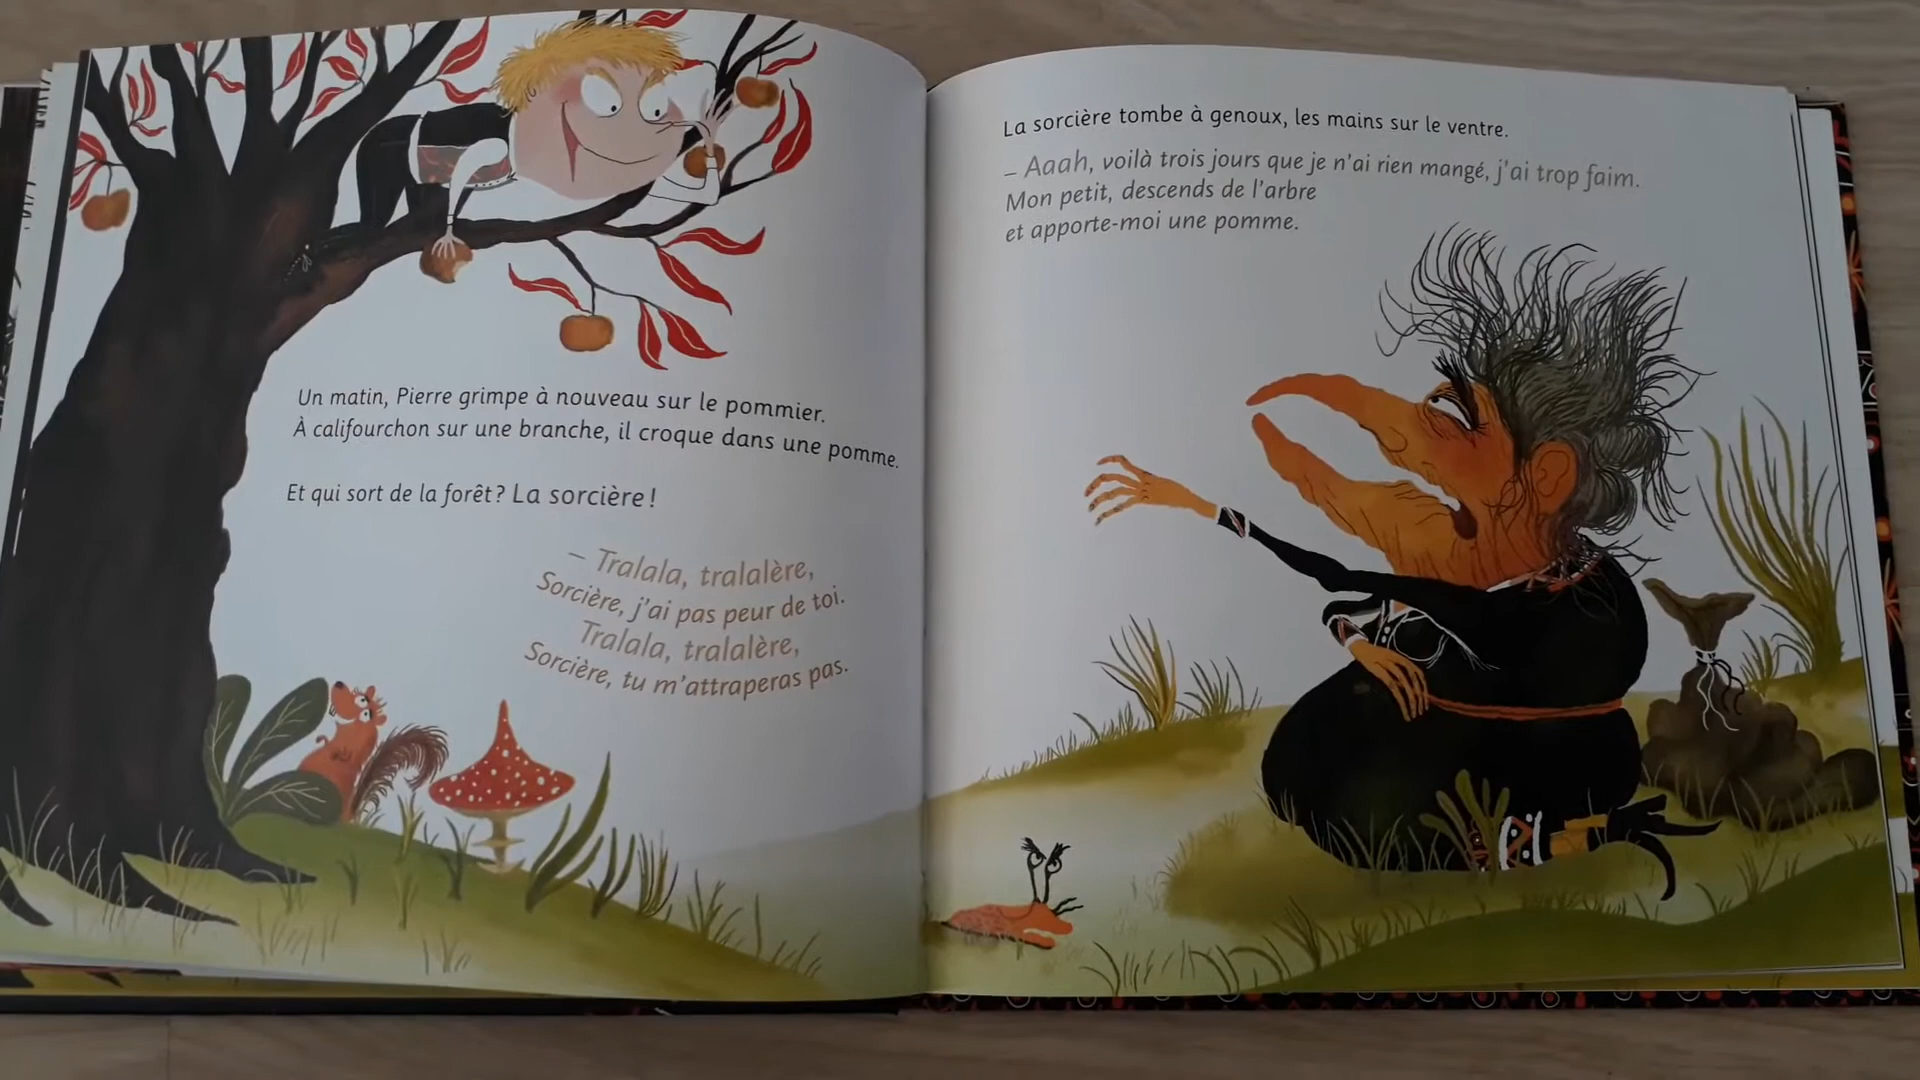 Un matin, Pierre grimpe à nouveau sur le pommier.
À califourchon sur une branche, il croque dans une pomme.
Et qui sort de la forêt ? La sorcière !
– Tralala, tralalère,
Sorcière, j'ai pas peur de toi.
Tralala, tralalère,
Sorcière, tu m'attraperas pas.
La sorcière tombe à genoux, les mains sur le ventre.
– Aaah, voilà trois jours que je n'ai rien mangé, j'ai trop faim.
Mon petit, descends de l'arbre
et apporte-moi une pomme.